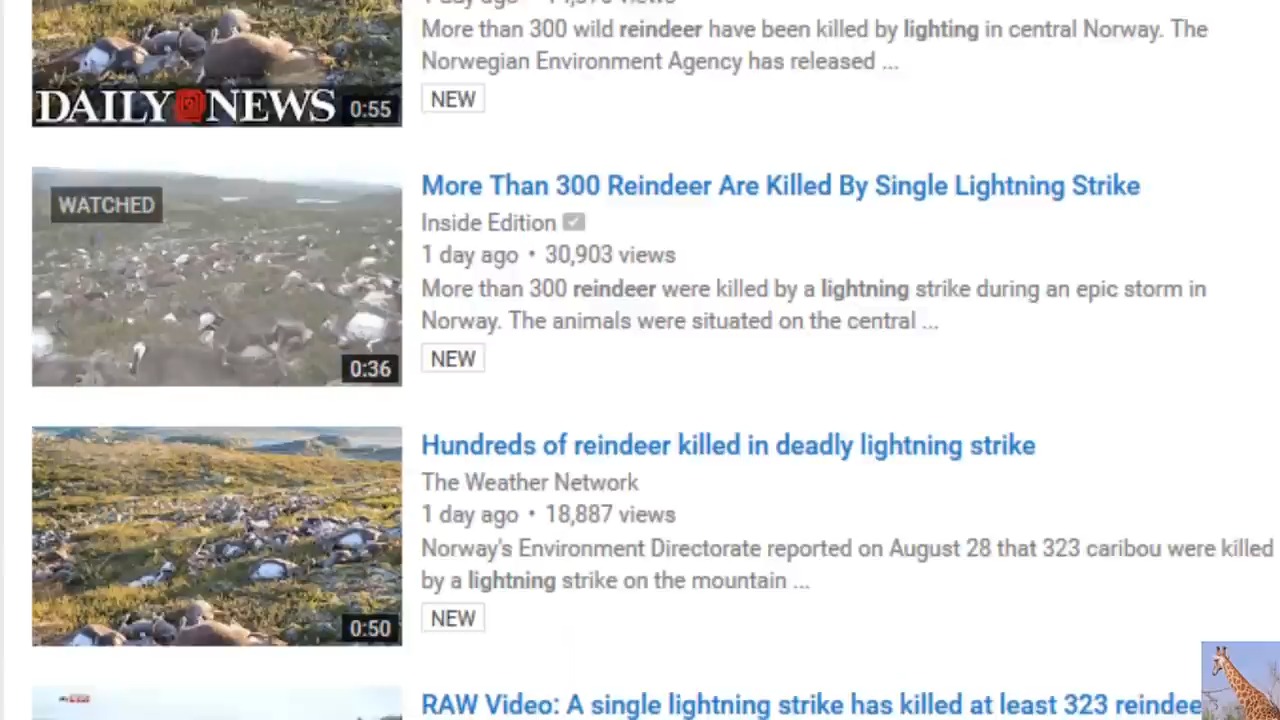 More than 300 wild reindeer have been killed by lighting in central Norway. The
Norwegian Environment Agency has released ...
NEW
DAILY NEWS
0:55
WATCHED
0:36
More Than 300 Reindeer Are Killed By Single Lightning Strike
Inside Edition
1 day ago • 30,903 views
More than 300 reindeer were killed by a lightning strike during an epic storm in
Norway. The animals were situated on the central ...
NEW
0:50
Hundreds of reindeer killed in deadly lightning strike
The Weather Network
1 day ago • 18,887 views
Norway's Environment Directorate reported on August 28 that 323 caribou were killed
by a lightning strike on the mountain ...
NEW
RAW Video: A single lightning strike has killed at least 323 reindee